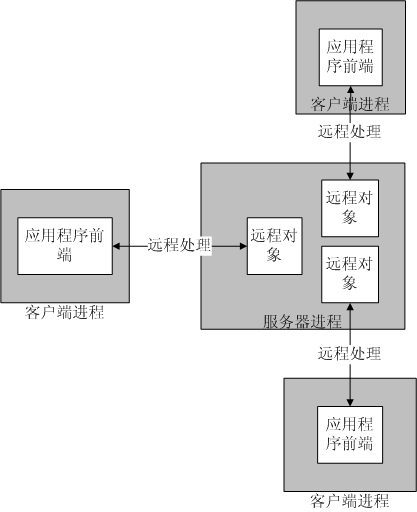 应用程
序前端
客户端进程
远程处理
远程对
象
应用程序前
端
远程处理
远程对
象
远程对
象
客户端进程
服务器进程
远程处理
应用程
序前端
客户端进程